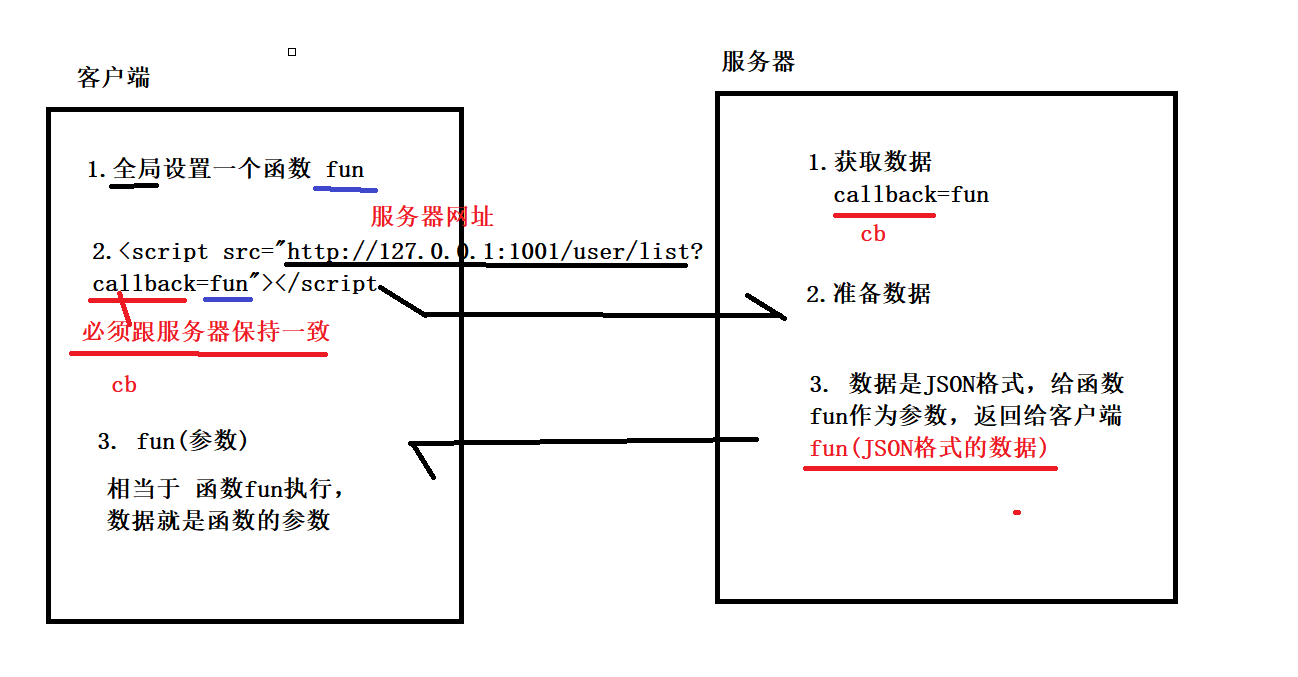 客户端
1.全局设置一个函数 fun
服务器网址
2.<script src="http://127.0.0.1:1001/user/list?
callback=fun"></script
必须跟服务器保持一致
cb
3. fun(参数)
相当于 函数fun执行,
数据就是函数的参数
服务器
1.获取数据
callback=fun
cb
2.准备数据
3. 数据是JSON格式,给函数
fun作为参数,返回给客户端
fun(JSON格式的数据)